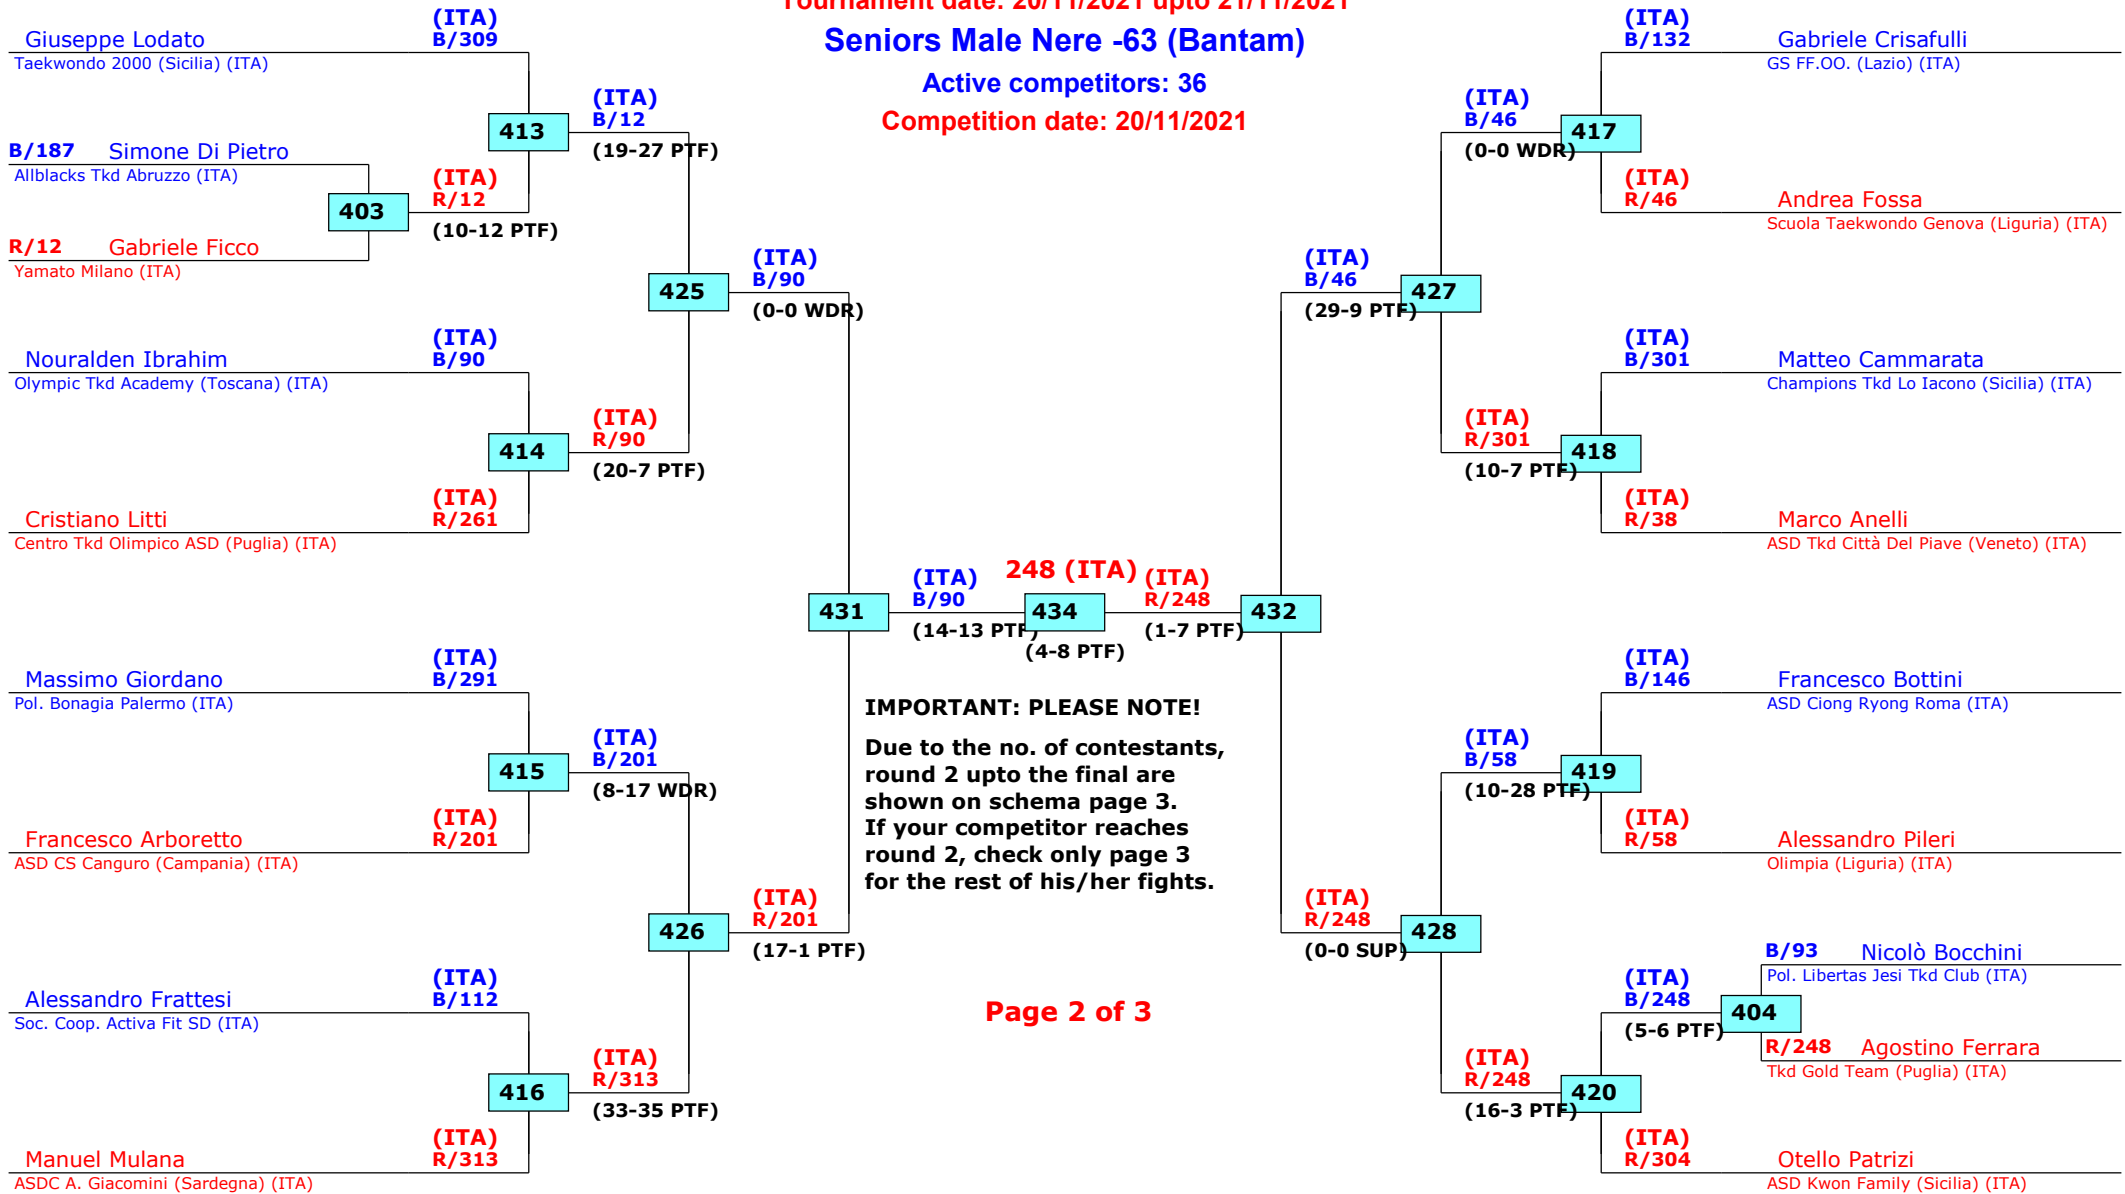 Tournament date: 20/11/2021 upto 21/11/2021
Seniors Male Nere -63 (Bantam)
Active competitors: 36
Competition date: 20/11/2021
Giuseppe Lodato
(ITA)
B/309
Taekwondo 2000 (Sicilia) (ITA)
413
(ITA)
B/12
(19-27 PTF)
B/187 Simone Di Pietro
Allblacks Tkd Abruzzo (ITA)
403
(ITA)
R/12
(10-12 PTF)
R/12 Gabriele Ficco
Yamato Milano (ITA)
425
(ITA)
B/90
(0-0 WDR)
Nouralden Ibrahim
(ITA)
B/90
Olympic Tkd Academy (Toscana) (ITA)
414
(ITA)
R/90
(20-7 PTF)
Cristiano Litti
(ITA)
R/261
Centro Tkd Olimpico ASD (Puglia) (ITA)
431
(ITA)
B/90
(14-13 PTF)
248 (ITA)
434
(4-8 PTF)
(ITA)
R/248
(1-7 PTF)
432
Massimo Giordano
(ITA)
B/291
Pol. Bonagia Palermo (ITA)
415
(ITA)
B/201
(8-17 WDR)
Francesco Arboretto
(ITA)
R/201
ASD CS Canguro (Campania) (ITA)
426
(ITA)
R/201
(17-1 PTF)
Alessandro Frattesi
(ITA)
B/112
Soc. Coop. Activa Fit SD (ITA)
416
(ITA)
R/313
(33-35 PTF)
Manuel Mulana
(ITA)
R/313
ASDC A. Giacomini (Sardegna) (ITA)
IMPORTANT: PLEASE NOTE!
Due to the no. of contestants,
round 2 upto the final are
shown on schema page 3.
If your competitor reaches
round 2, check only page 3
for the rest of his/her fights.
Page 2 of 3
(ITA)
B/132
Gabriele Crisafulli
GS FF.OO. (Lazio) (ITA)
(ITA)
B/46
(0-0 WDR)
417
(ITA)
R/46
Andrea Fossa
Scuola Taekwondo Genova (Liguria) (ITA)
(ITA)
B/46
(29-9 PTF)
427
(ITA)
B/301
Matteo Cammarata
Champions Tkd Lo Iacono (Sicilia) (ITA)
(ITA)
R/301
(10-7 PTF)
418
(ITA)
R/38
Marco Anelli
ASD Tkd Città Del Piave (Veneto) (ITA)
(ITA)
B/146
Francesco Bottini
ASD Ciong Ryong Roma (ITA)
(ITA)
B/58
(10-28 PTF)
419
(ITA)
R/58
Alessandro Pileri
Olimpia (Liguria) (ITA)
(ITA)
R/248
(0-0 SUP)
428
B/93 Nicolò Bocchini
Pol. Libertas Jesi Tkd Club (ITA)
(ITA)
B/248
(5-6 PTF)
404
R/248 Agostino Ferrara
Tkd Gold Team (Puglia) (ITA)
(ITA)
R/248
(16-3 PTF)
420
(ITA)
R/304
Otello Patrizi
ASD Kwon Family (Sicilia) (ITA)